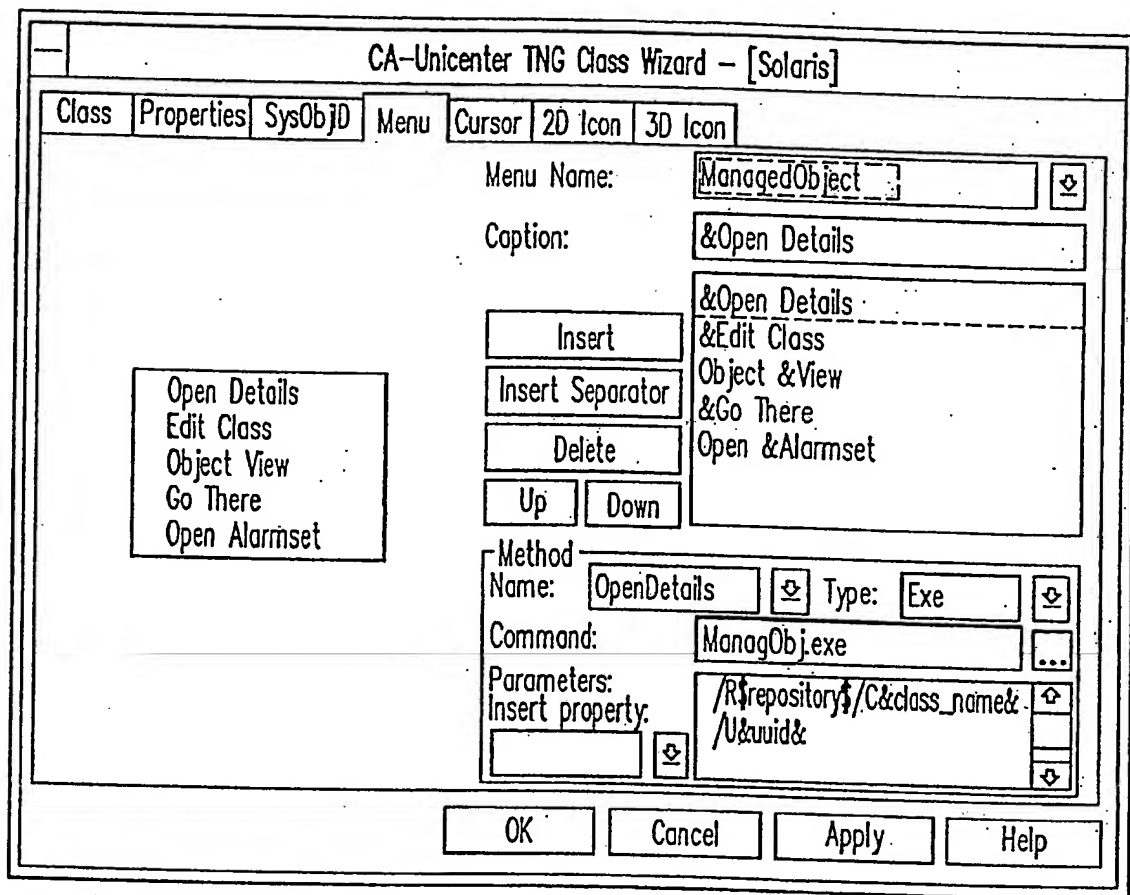 CA-Unicenter TNG Class Wizard - [Solaris]
Class Properties SysObjD Menu Cursor 2D Icon 3D Icon
Menu Name: ManagedObject
Caption: &Open Details
&Open Details
&Edit Class
Object &View
&Go There
Open &Alarmset
Insert
Insert Separator
Delete
Up Down
Open Details
Edit Class
Object View
Go There
Open Alarmset
Method
Name: OpenDetails Type: Exe
Command: ManagObj.exe ...
Parameters:
Insert property:
/R$repository$/C&class_name&
/U&uuid&
OK Cancel Apply Help